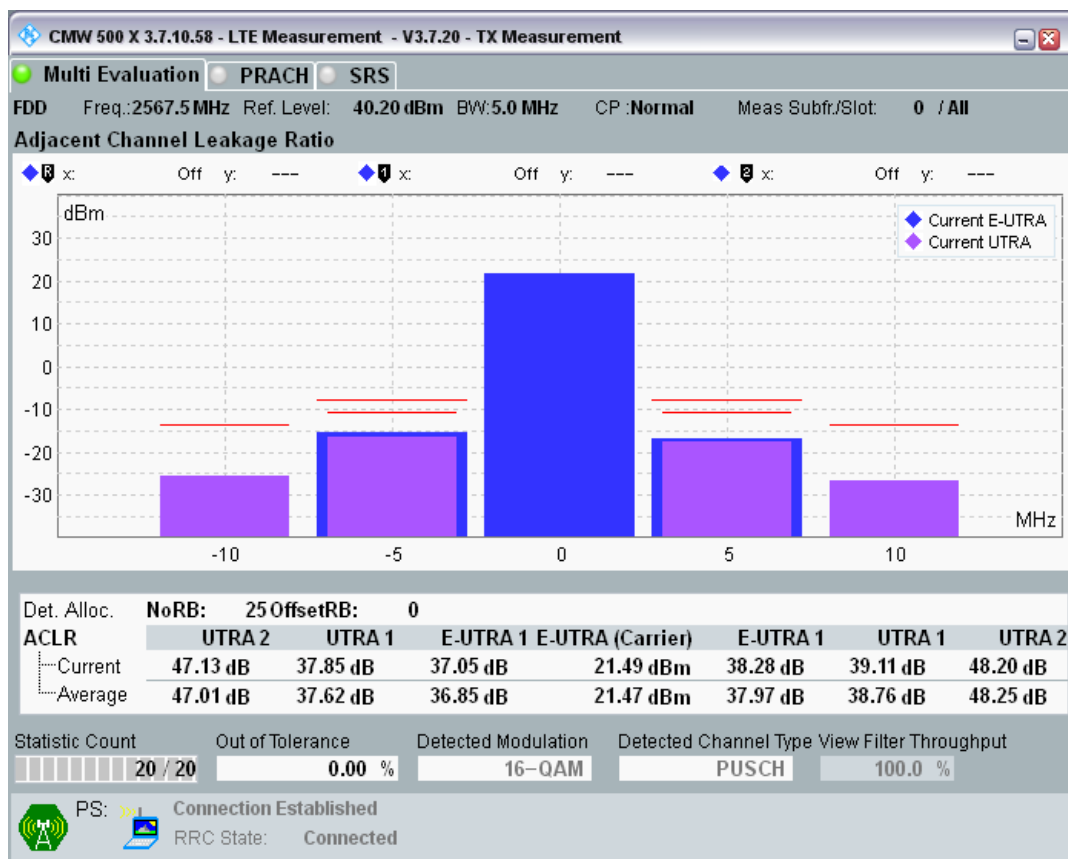 CMW 500 X 3.7.10.58 - LTE Measurement - V3.7.20 - TX Measurement
Multi Evaluation PRACH SRS
FDD Freq.:2567.5 MHz Ref. Level: 40.20 dBm BW:5.0 MHz CP :Normal Meas Subfr./Slot: 0 / All
Adjacent Channel Leakage Ratio
R x: Off y: --- 1 x: Off y: --- 2 x: Off y: ---
dBm
Current E-UTRA
Current UTRA
30
20
10
0
-10
-20
-30
MHz
-10 -5 0 5 10
Det. Alloc. NoRB: 25 OffsetRB: 0
ACLR UTRA 2 UTRA 1 E-UTRA 1 E-UTRA (Carrier) E-UTRA 1 UTRA 1 UTRA 2
Current 47.13 dB 37.85 dB 37.05 dB 21.49 dBm 38.28 dB 39.11 dB 48.20 dB
Average 47.01 dB 37.62 dB 36.85 dB 21.47 dBm 37.97 dB 38.76 dB 48.25 dB
Statistic Count Out of Tolerance Detected Modulation Detected Channel Type View Filter Throughput
20 / 20 0.00 % 16-QAM PUSCH 100.0 %
PS: Connection Established
RRC State: Connected